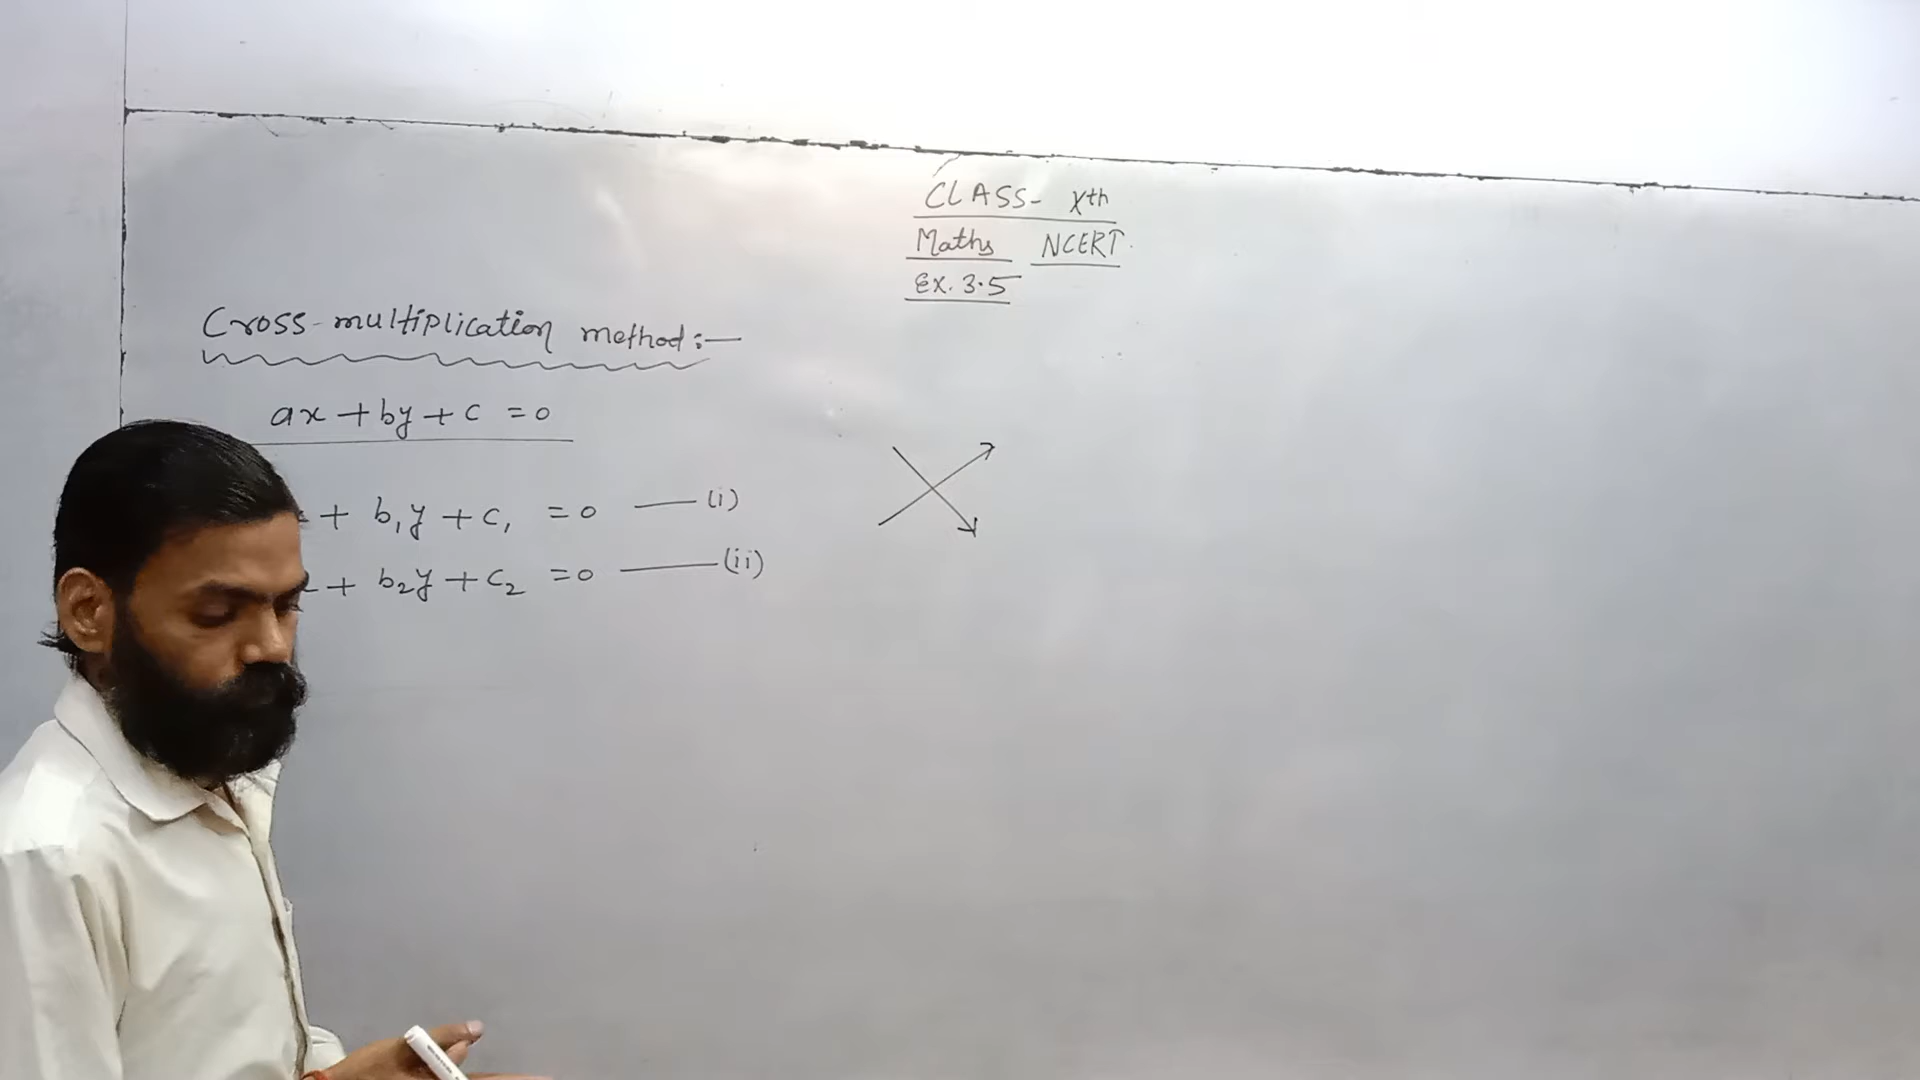 CLASS- Xth
Maths NCERT.
Ex. 3.5
Cross-multiplication method:—
ax + by + c = 0
+ b₁y + c₁ = 0 —— (i)
+ b₂y + c₂ = 0 —— (ii)